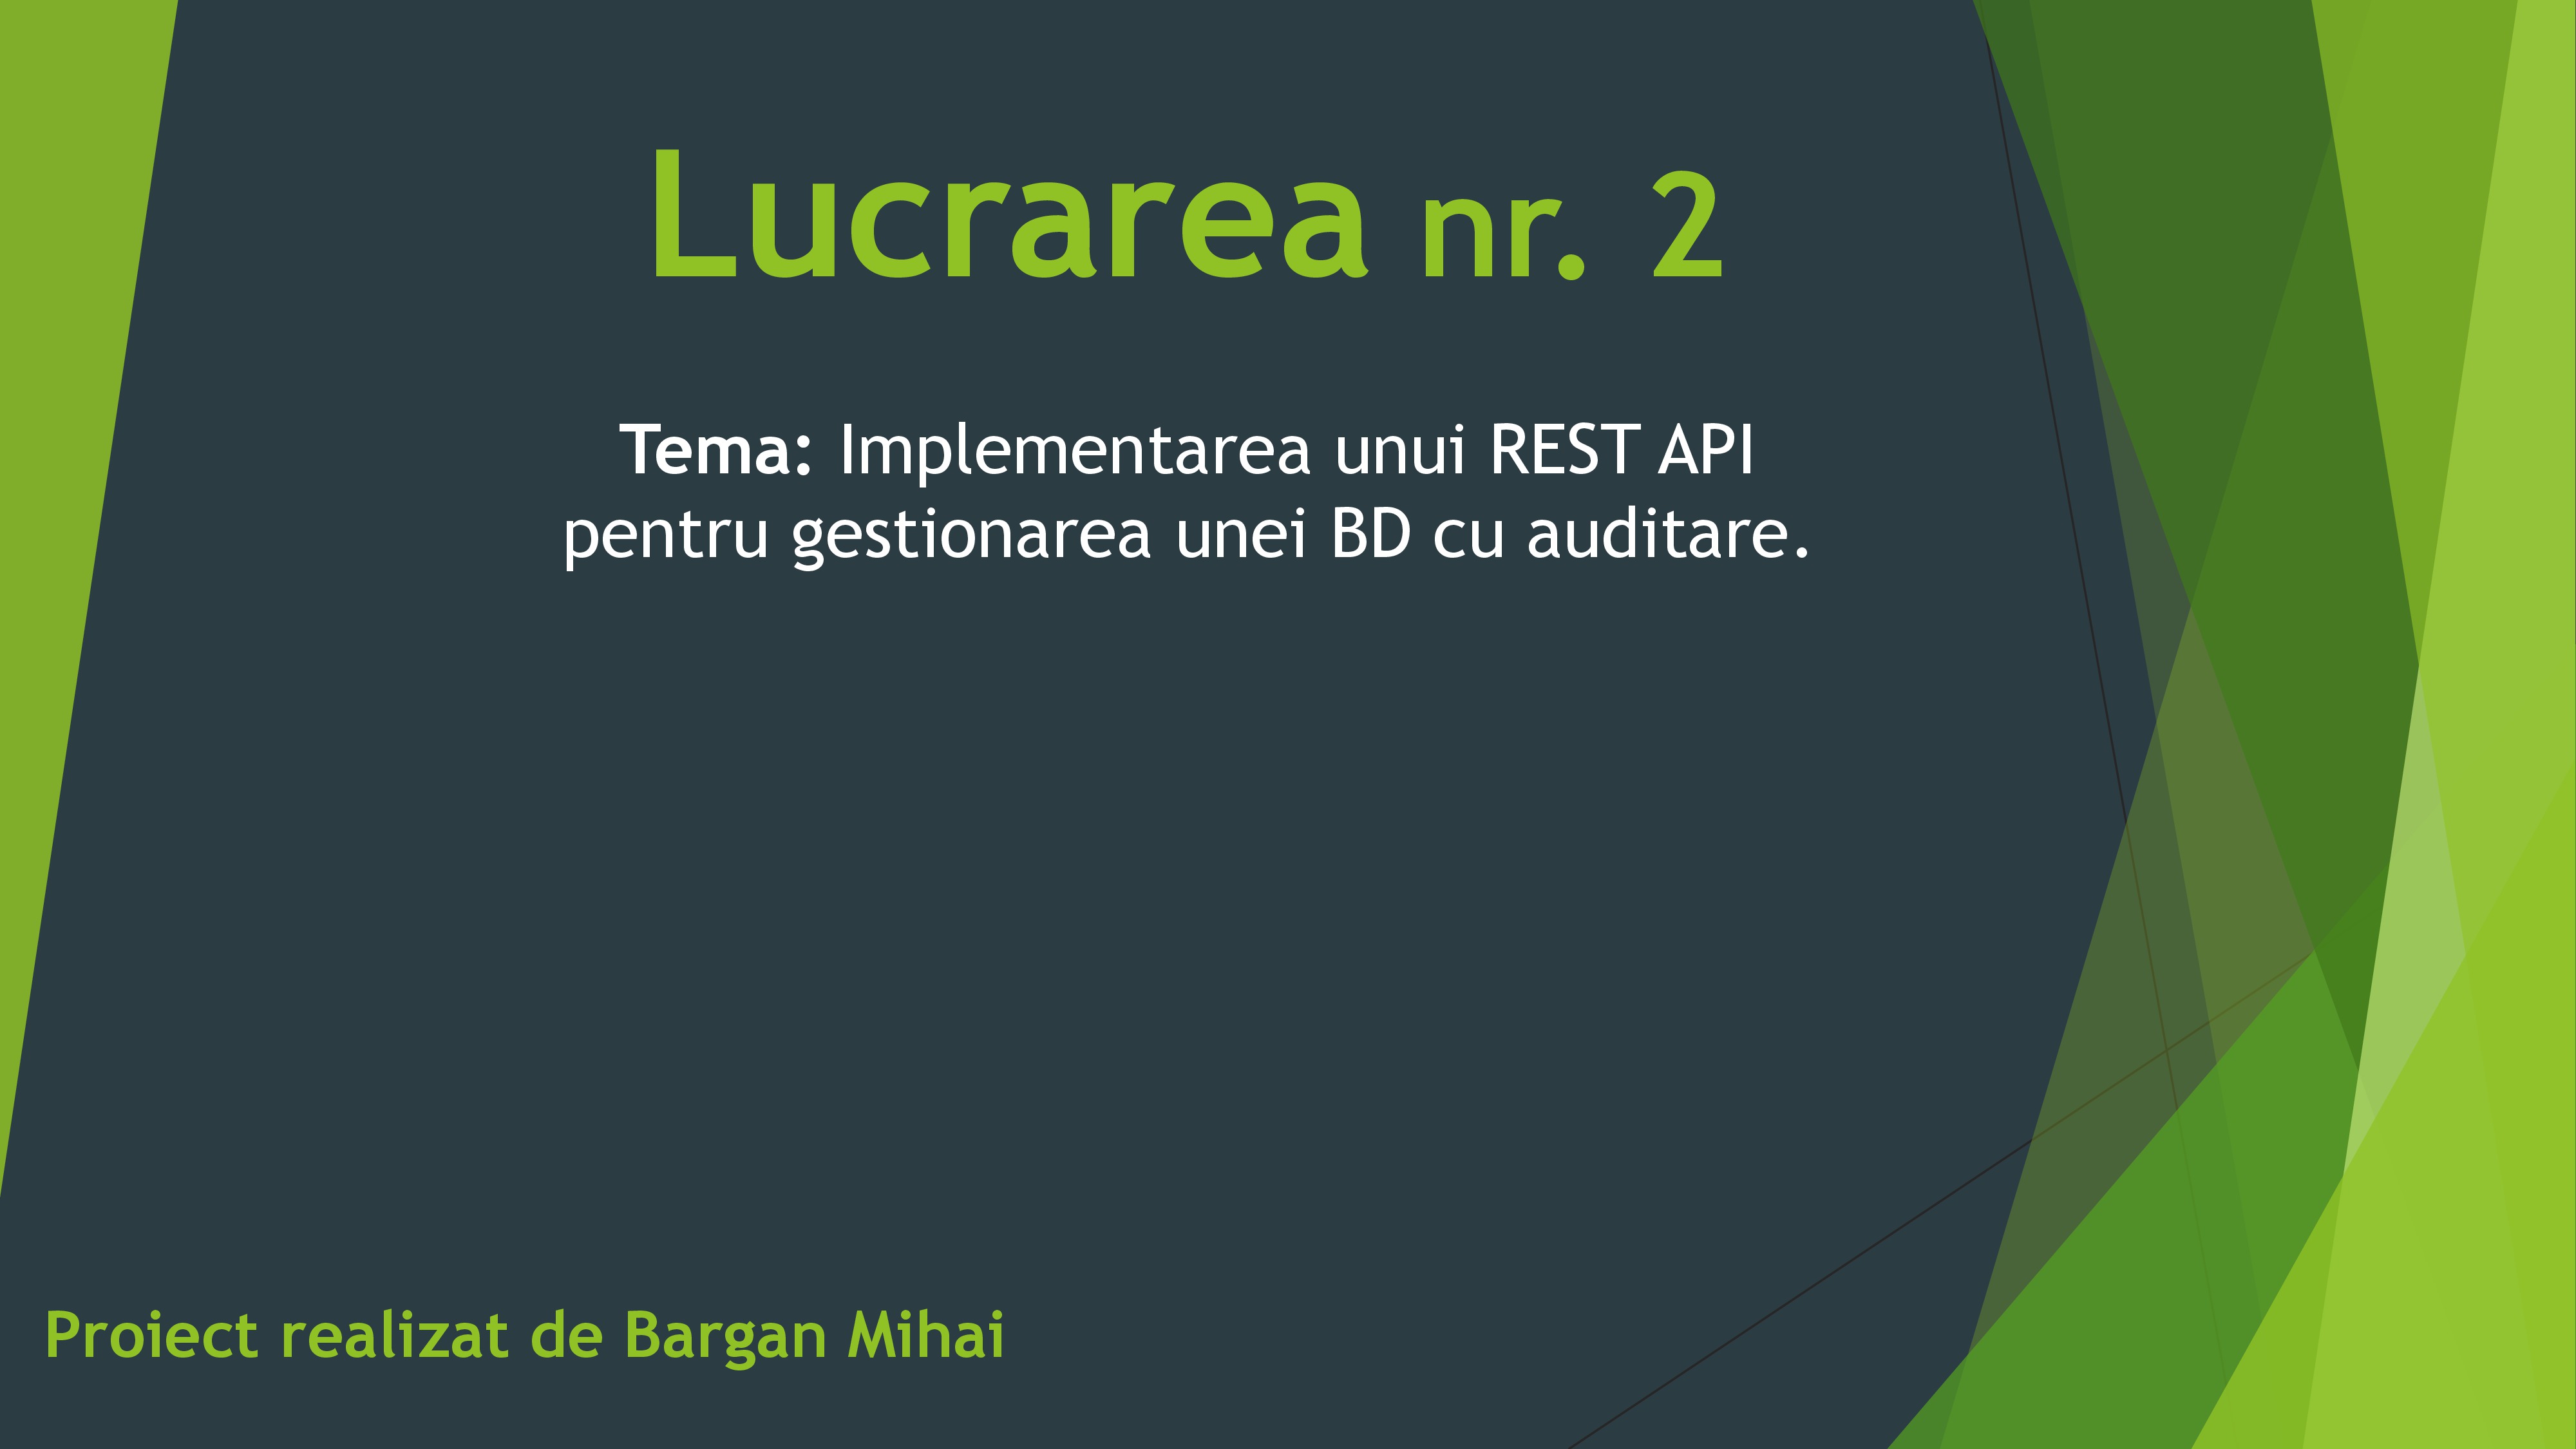 Lucrarea nr. 2
Tema: Implementarea unui REST API
pentru gestionarea unei BD cu auditare.
Proiect realizat de Bargan Mihai